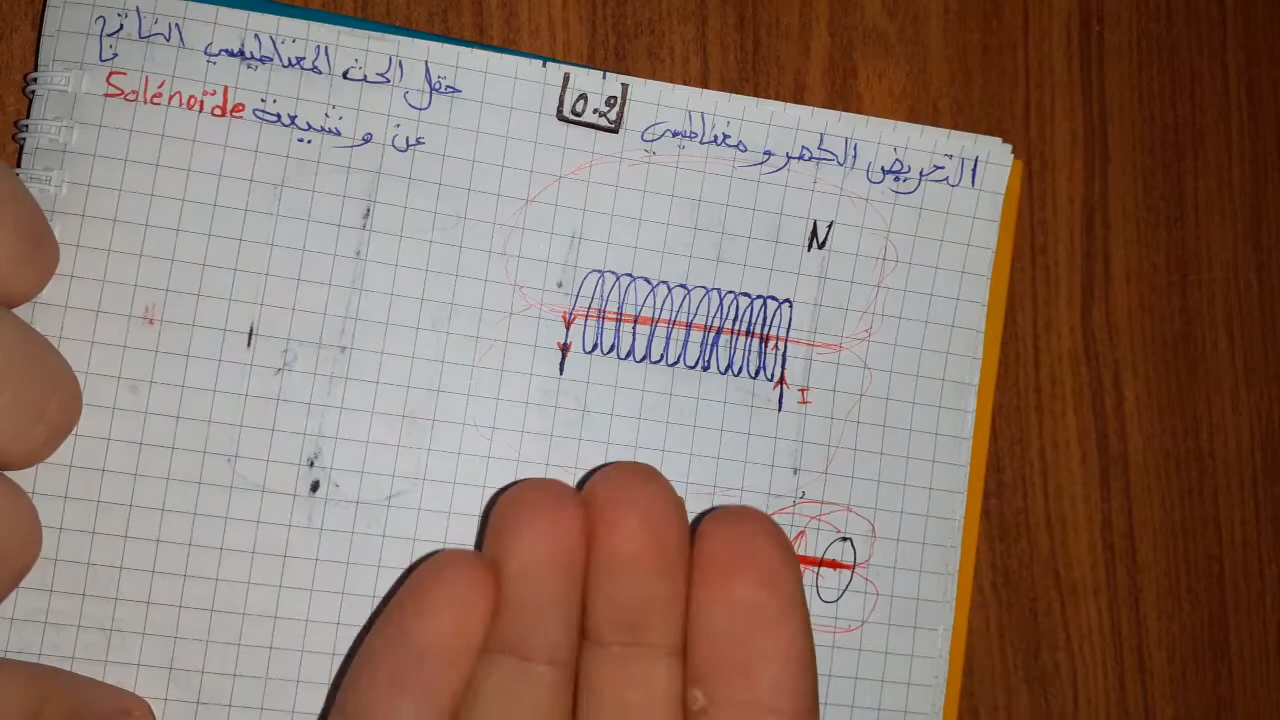 التحريض الكهرومغناطيسي
0.2
حقل الحث المغناطيسي الناتج
عن وشيعة Solénoïde
N
I